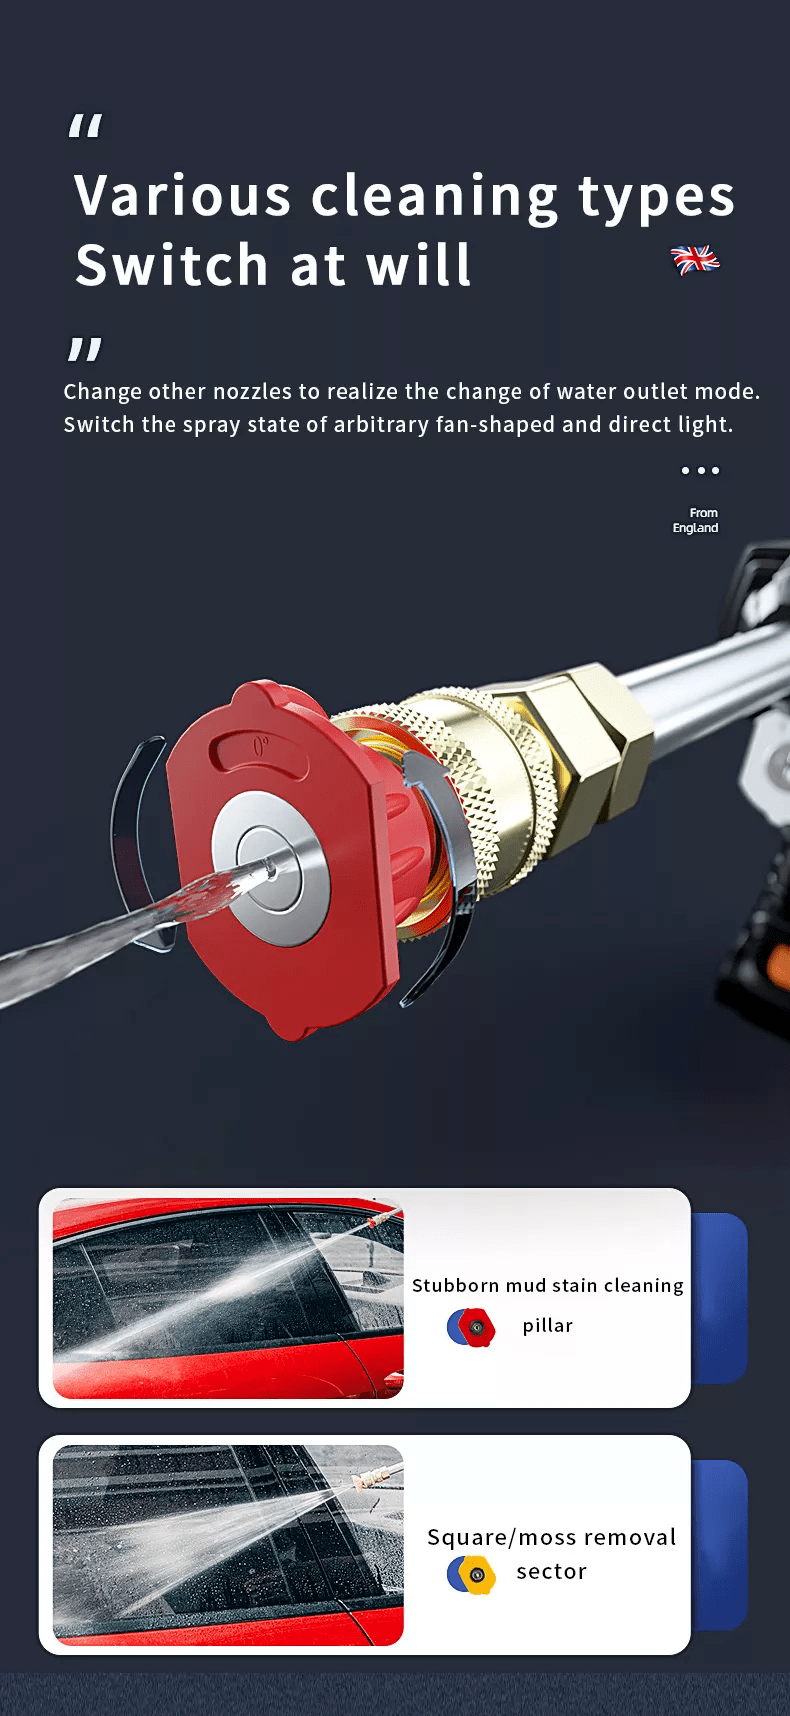 “
Various cleaning types
Switch at will
”
Change other nozzles to realize the change of water outlet mode.
Switch the spray state of arbitrary fan-shaped and direct light.
•••
From
England
0°
Stubborn mud stain cleaning
pillar
Square/moss removal
sector